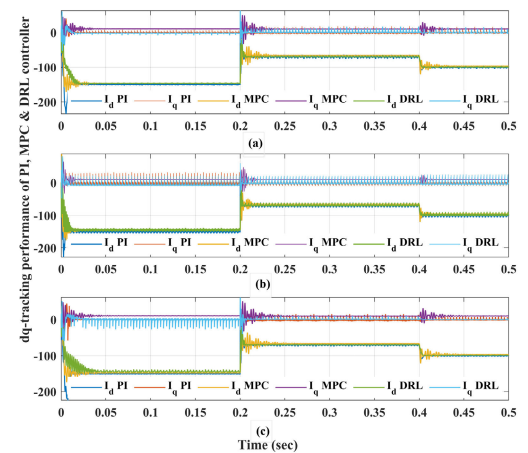 dq-tracking performance of PI, MPC & DRL controller
0
-100
-200
I_d PI I_q PI I_d MPC I_q MPC I_d DRL I_q DRL
0 0.05 0.1 0.15 0.2 0.25 0.3 0.35 0.4 0.45 0.5
(a)
0
-100
-200
I_d PI I_q PI I_d MPC I_q MPC I_d DRL I_q DRL
0 0.05 0.1 0.15 0.2 0.25 0.3 0.35 0.4 0.45 0.5
(b)
0
-100
-200
I_d PI I_q PI I_d MPC I_q MPC I_d DRL I_q DRL
0 0.05 0.1 0.15 0.2 0.25 0.3 0.35 0.4 0.45 0.5
(c)
Time (sec)